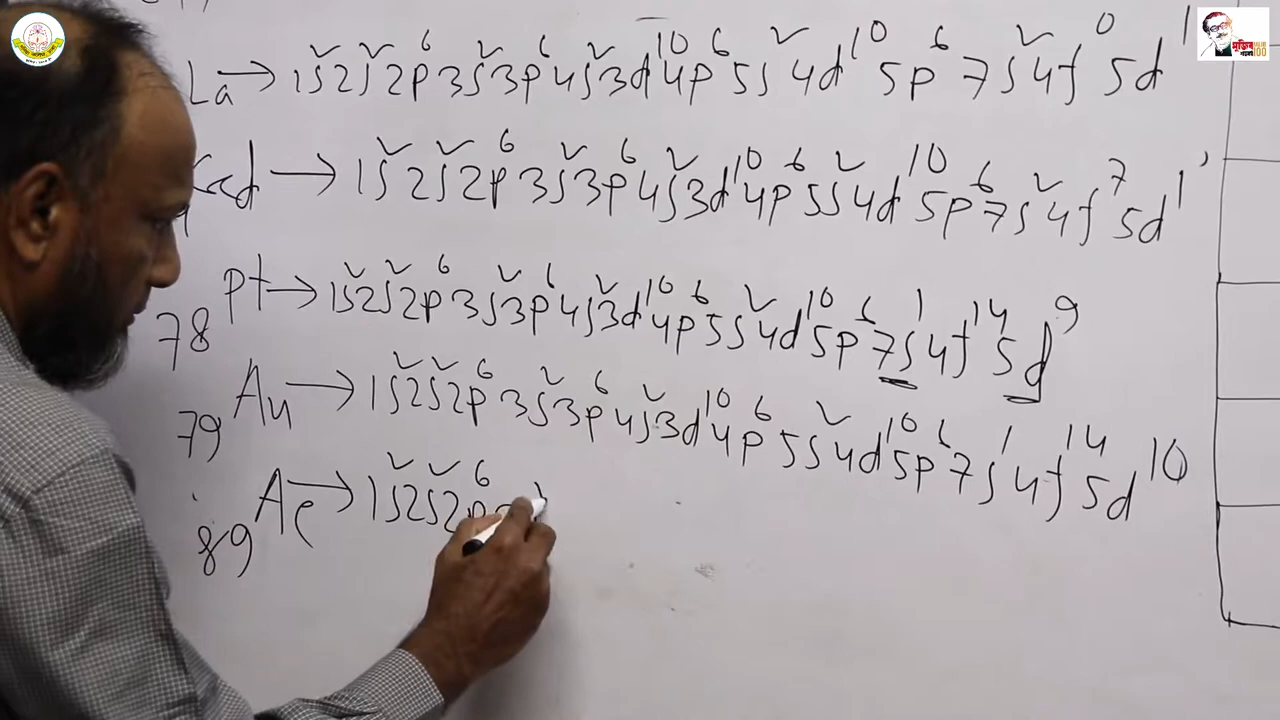 La → 1s² 2s² 2p⁶ 3s² 3p⁶ 4s² 3d¹⁰ 4p⁶ 5s² 4d¹⁰ 5p⁶ 7s² 4f⁰ 5d¹
Gd → 1s² 2s² 2p⁶ 3s² 3p⁶ 4s² 3d¹⁰ 4p⁶ 5s² 4d¹⁰ 5p⁶ 7s² 4f⁷ 5d¹
78 Pt → 1s² 2s² 2p⁶ 3s² 3p⁶ 4s² 3d¹⁰ 4p⁶ 5s² 4d¹⁰ 5p⁶ 7s¹ 4f¹⁴ 5d⁹
79 Au → 1s² 2s² 2p⁶ 3s² 3p⁶ 4s² 3d¹⁰ 4p⁶ 5s² 4d¹⁰ 5p⁶ 7s¹ 4f¹⁴ 5d¹⁰
89 Ac → 1s² 2s² 2p⁶
মুজিব
100